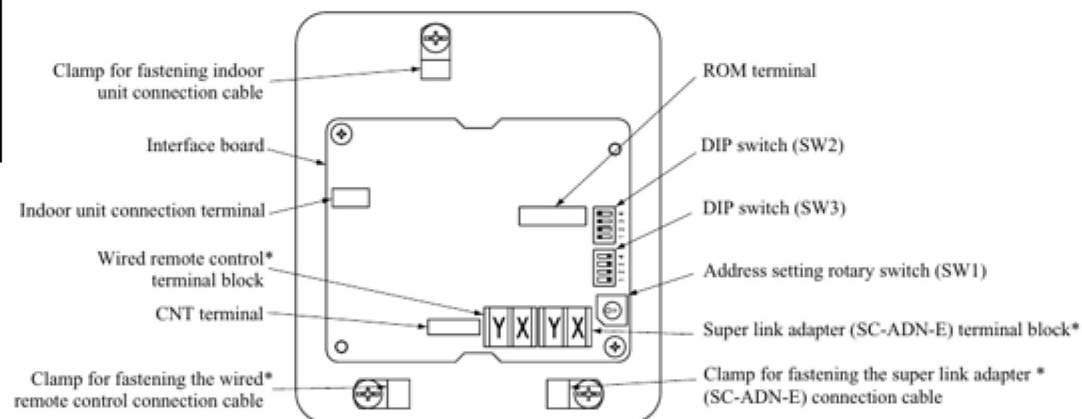 Clamp for fastening indoor
unit connection cable
Interface board
Indoor unit connection terminal
Wired remote control*
terminal block
CNT terminal
Clamp for fastening the wired*
remote control connection cable
Y X Y X
ROM terminal
DIP switch (SW2)
DIP switch (SW3)
Address setting rotary switch (SW1)
Super link adapter (SC-ADN-E) terminal block*
Clamp for fastening the super link adapter *
(SC-ADN-E) connection cable